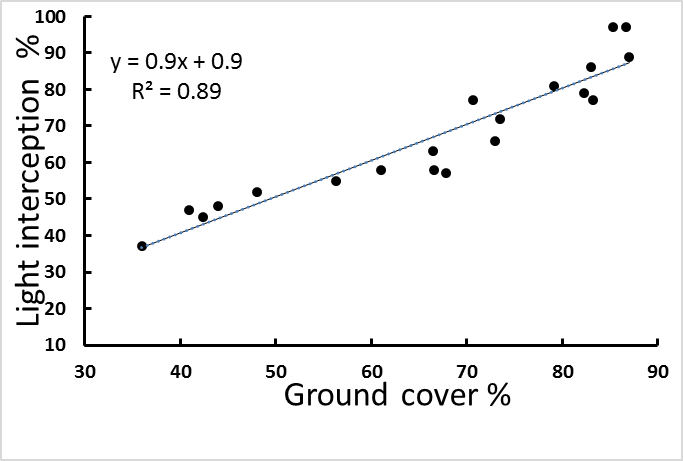 100
90
80
70
60
50
40
30
20
10
Light interception %
y = 0.9x + 0.9
R² = 0.89
30 40 50 60 70 80 90
Ground cover %